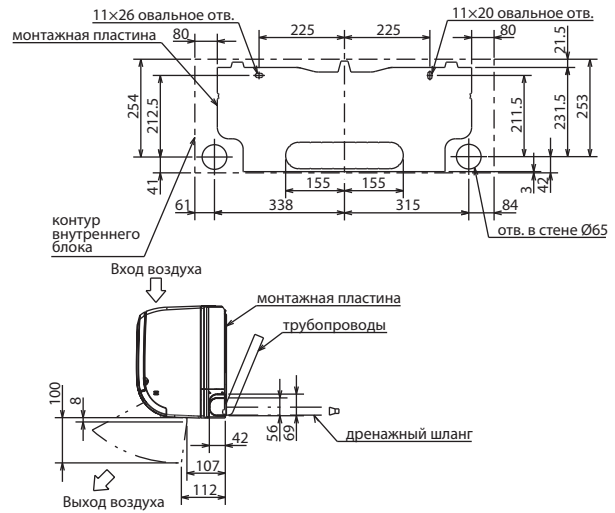 11×26 овальное отв.
225
225
11×20 овальное отв.
80
80
21.5
монтажная пластина
254
212.5
211.5
231.5
253
41
155
155
3
42
61
338
315
84
контур
внутреннего
блока
отв. в стене Ø65
Вход воздуха
монтажная пластина
трубопроводы
100
8
56
69
42
дренажный шланг
107
112
Выход воздуха